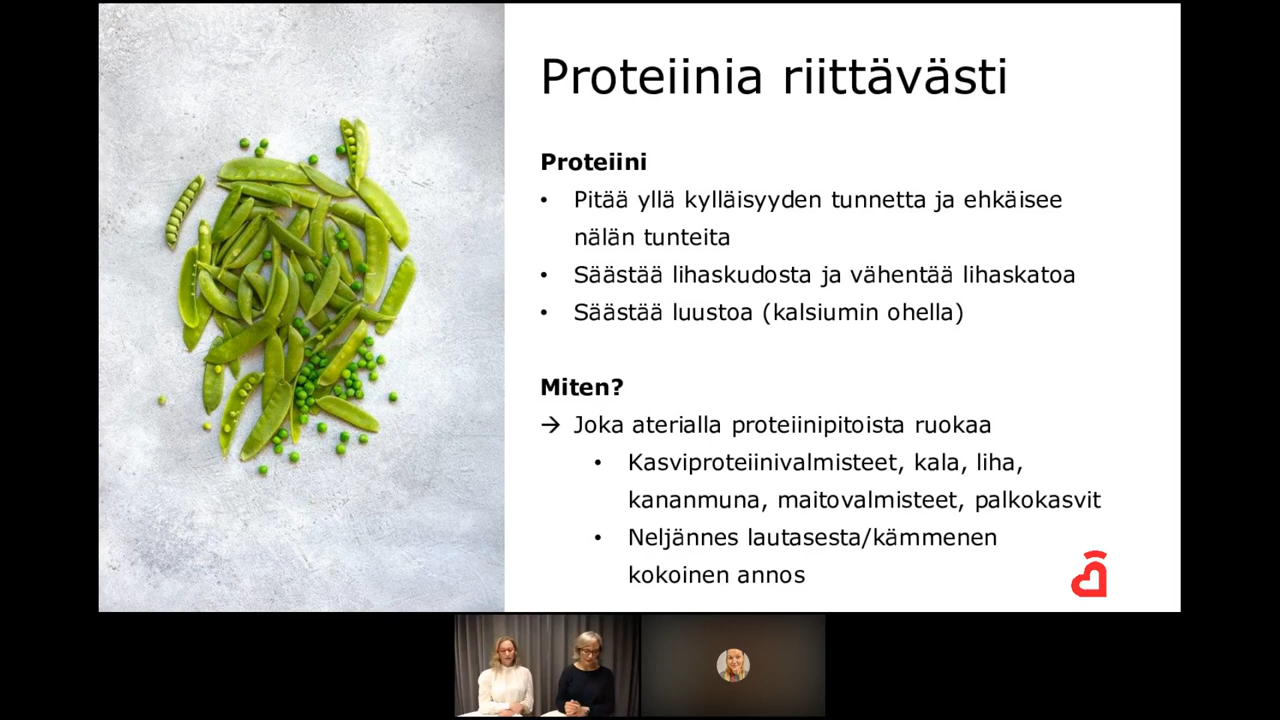 Proteiinia riittävästi
Proteiini
• Pitää yllä kylläisyyden tunnetta ja ehkäisee
nälän tunteita
• Säästää lihaskudosta ja vähentää lihaskatoa
• Säästää luustoa (kalsiumin ohella)
Miten?
→ Joka aterialla proteiinipitoista ruokaa
• Kasviproteiinivalmisteet, kala, liha,
kananmuna, maitovalmisteet, palkokasvit
• Neljännes lautasesta/kämmenen
kokoinen annos